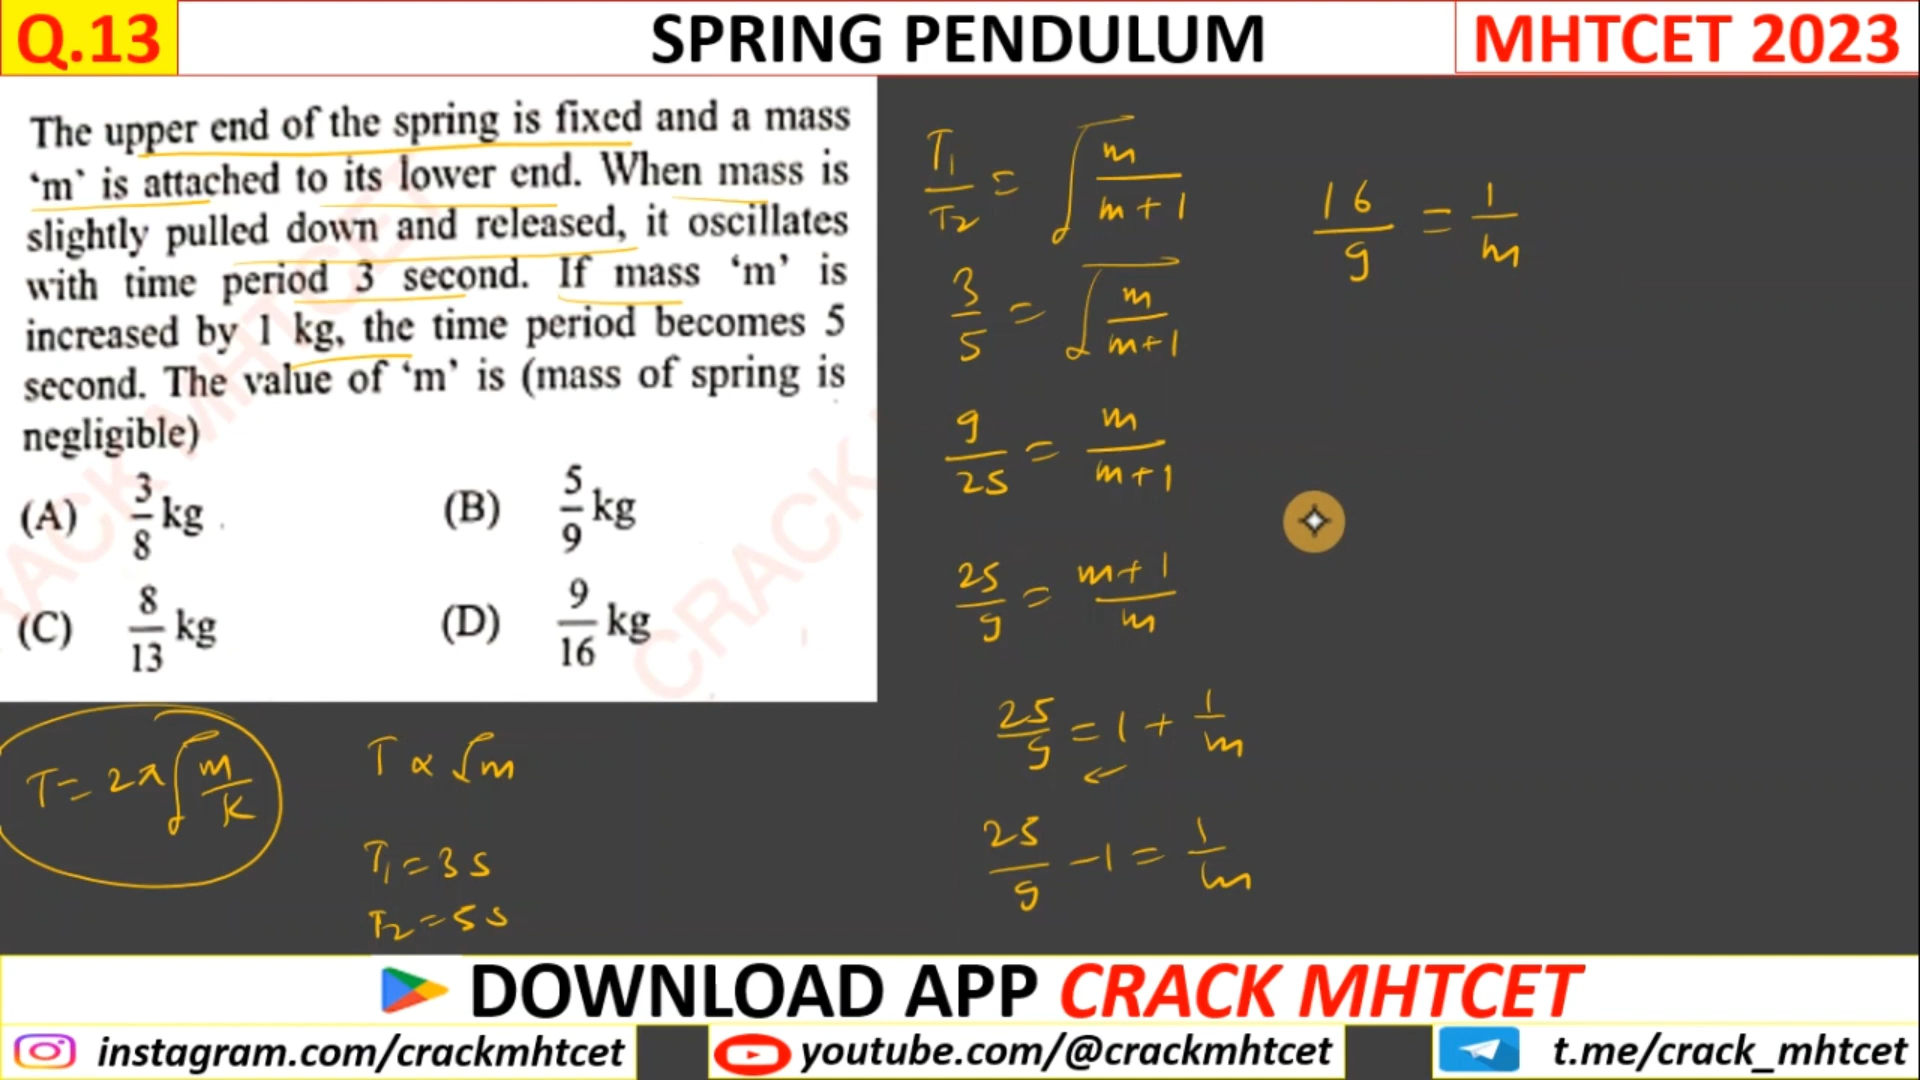 Q.13
SPRING PENDULUM
MHTCET 2023
The upper end of the spring is fixed and a mass
‘m’ is attached to its lower end. When mass is
slightly pulled down and released, it oscillates
with time period 3 second. If mass ‘m’ is
increased by 1 kg, the time period becomes 5
second. The value of ‘m’ is (mass of spring is
negligible)
(A) 3/8 kg
(B) 5/9 kg
(C) 8/13 kg
(D) 9/16 kg
T = 2π√(m/K)
T ∝ √m
T₁ = 3 s
T₂ = 5 s
T₁/T₂ = √(m/(m+1))
3/5 = √(m/(m+1))
9/25 = m/(m+1)
25/9 = (m+1)/m
25/9 = 1 + 1/m
25/9 − 1 = 1/m
16/9 = 1/m
CRACK MHTCET
CRACK
DOWNLOAD APP CRACK MHTCET
instagram.com/crackmhtcet
youtube.com/@crackmhtcet
t.me/crack_mhtcet